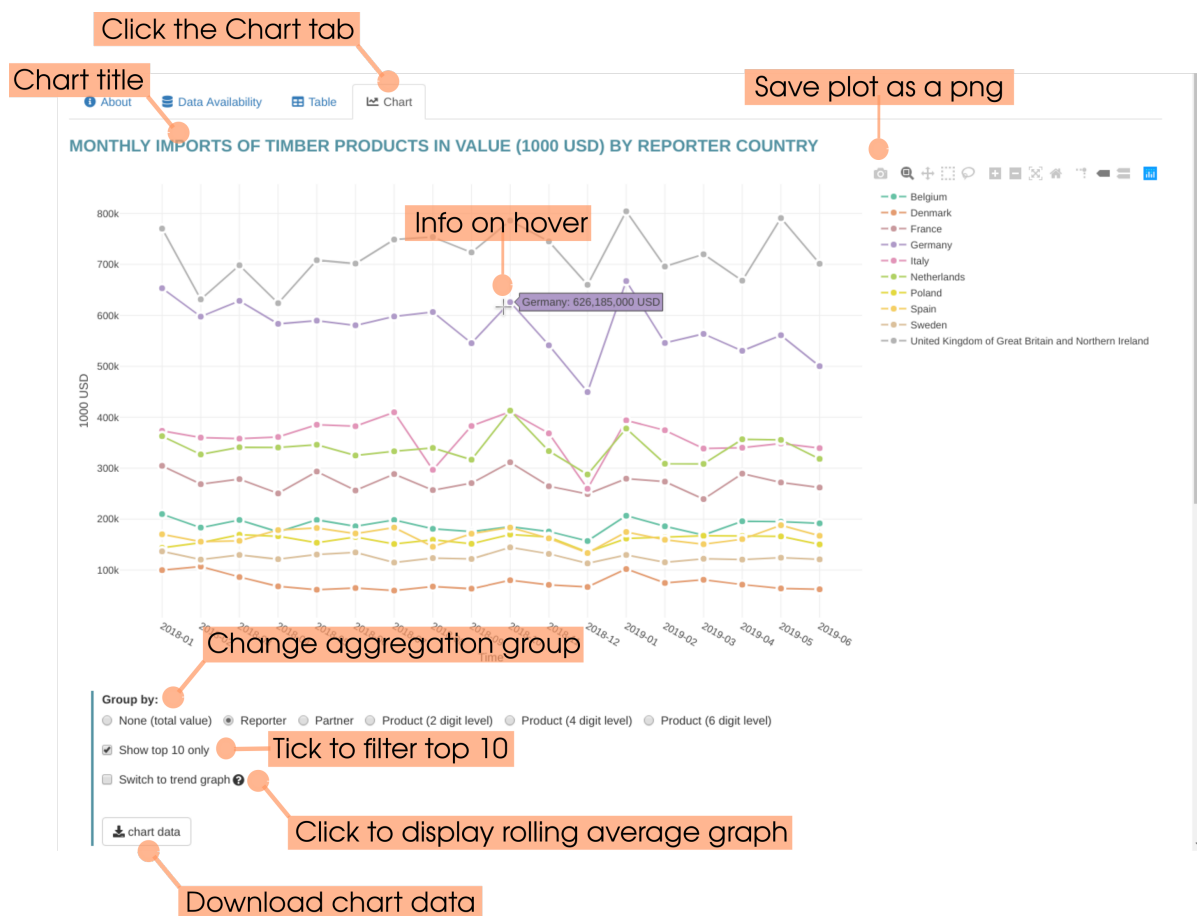 Click the Chart tab
Chart title
Save plot as a png
About
Data Availability
Table
Chart
MONTHLY IMPORTS OF TIMBER PRODUCTS IN VALUE (1000 USD) BY REPORTER COUNTRY
Belgium
Denmark
France
Germany
Italy
Netherlands
Poland
Spain
Sweden
United Kingdom of Great Britain and Northern Ireland
Info on hover
Germany: 626,185,000 USD
1000 USD
800k
700k
600k
500k
400k
300k
200k
100k
2018-01
2018-12
2019-01
2019-02
2019-03
2019-04
2019-05
2019-06
Time
Change aggregation group
Group by:
None (total value) Reporter Partner Product (2 digit level) Product (4 digit level) Product (6 digit level)
Show top 10 only
Tick to filter top 10
Switch to trend graph ?
Click to display rolling average graph
chart data
Download chart data